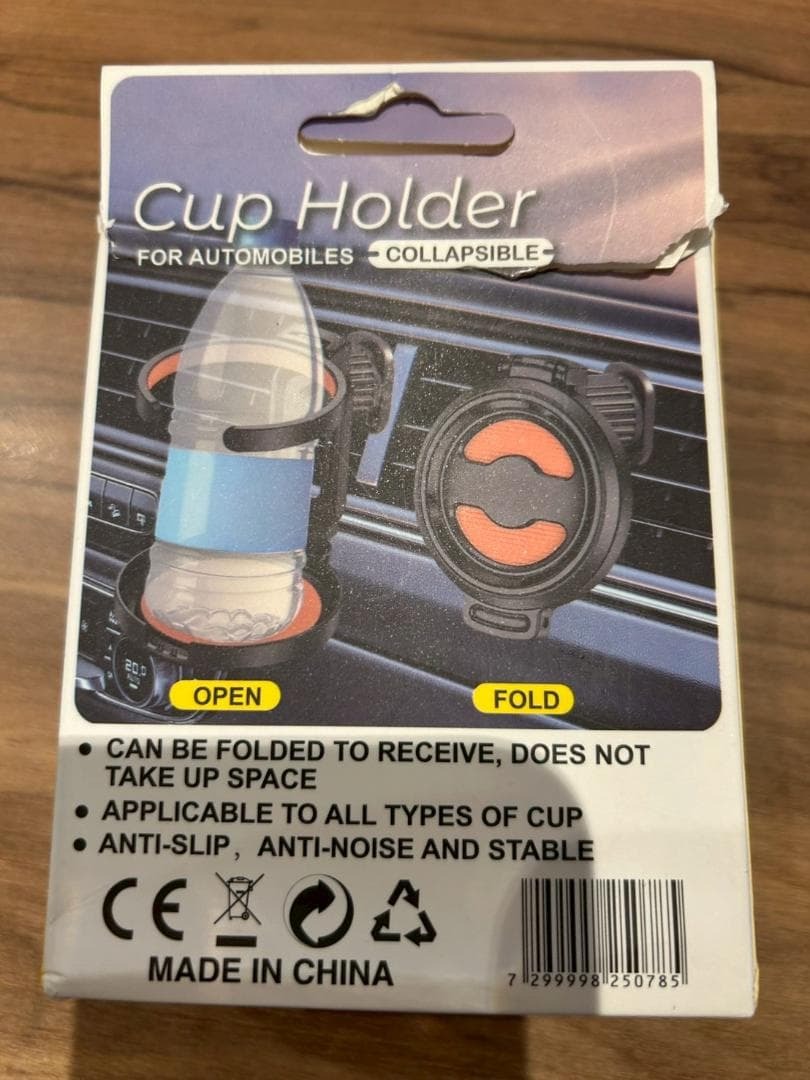 Cup Holder
FOR AUTOMOBILES COLLAPSIBLE
20.0
OPEN
FOLD
• CAN BE FOLDED TO RECEIVE, DOES NOT
TAKE UP SPACE
• APPLICABLE TO ALL TYPES OF CUP
• ANTI-SLIP, ANTI-NOISE AND STABLE
CE
MADE IN CHINA
7 299998 250785